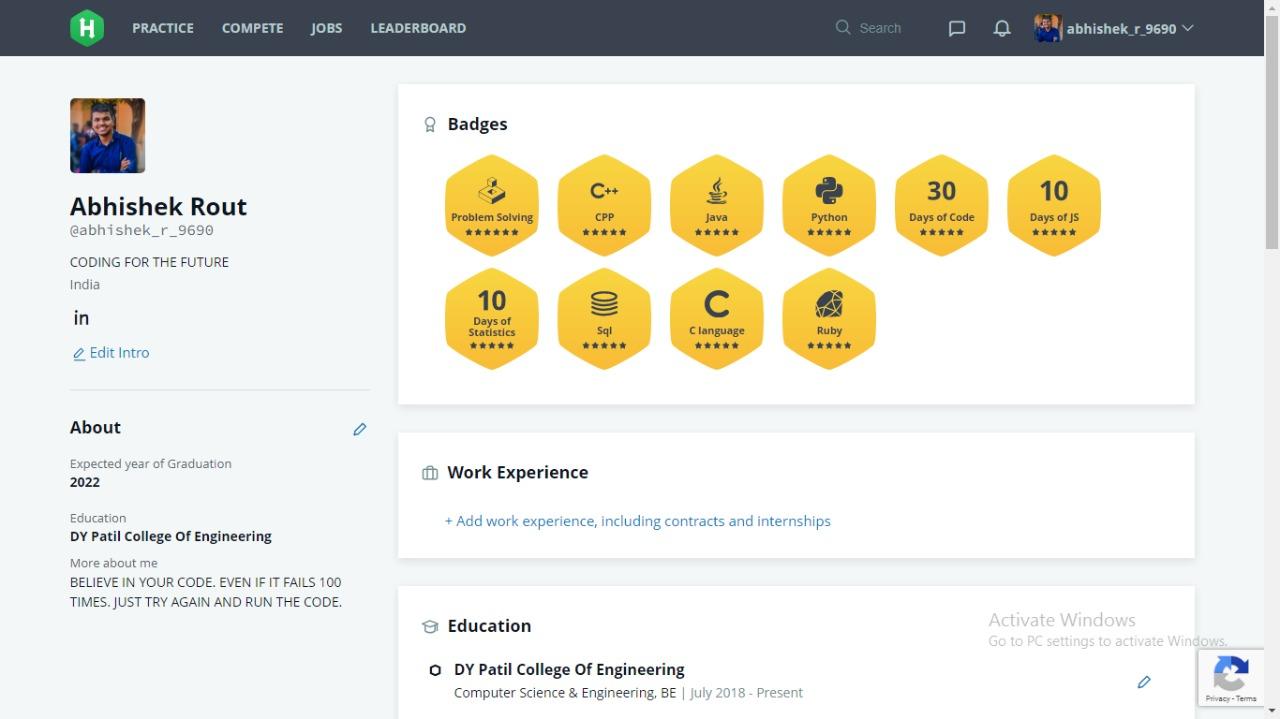 H
PRACTICE
COMPETE
JOBS
LEADERBOARD
Search
abhishek_r_9690
Abhishek Rout
@abhishek_r_9690
CODING FOR THE FUTURE
India
in
Edit Intro
About
Expected year of Graduation
2022
Education
DY Patil College Of Engineering
More about me
BELIEVE IN YOUR CODE. EVEN IF IT FAILS 100
TIMES. JUST TRY AGAIN AND RUN THE CODE.
Badges
Problem Solving
C++
CPP
Java
Python
30
Days of Code
10
Days of JS
10
Days of
Statistics
Sql
C
C language
Ruby
Work Experience
+ Add work experience, including contracts and internships
Education
DY Patil College Of Engineering
Computer Science & Engineering, BE | July 2018 - Present
Activate Windows
Go to PC settings to activate Windows.
Privacy - Terms